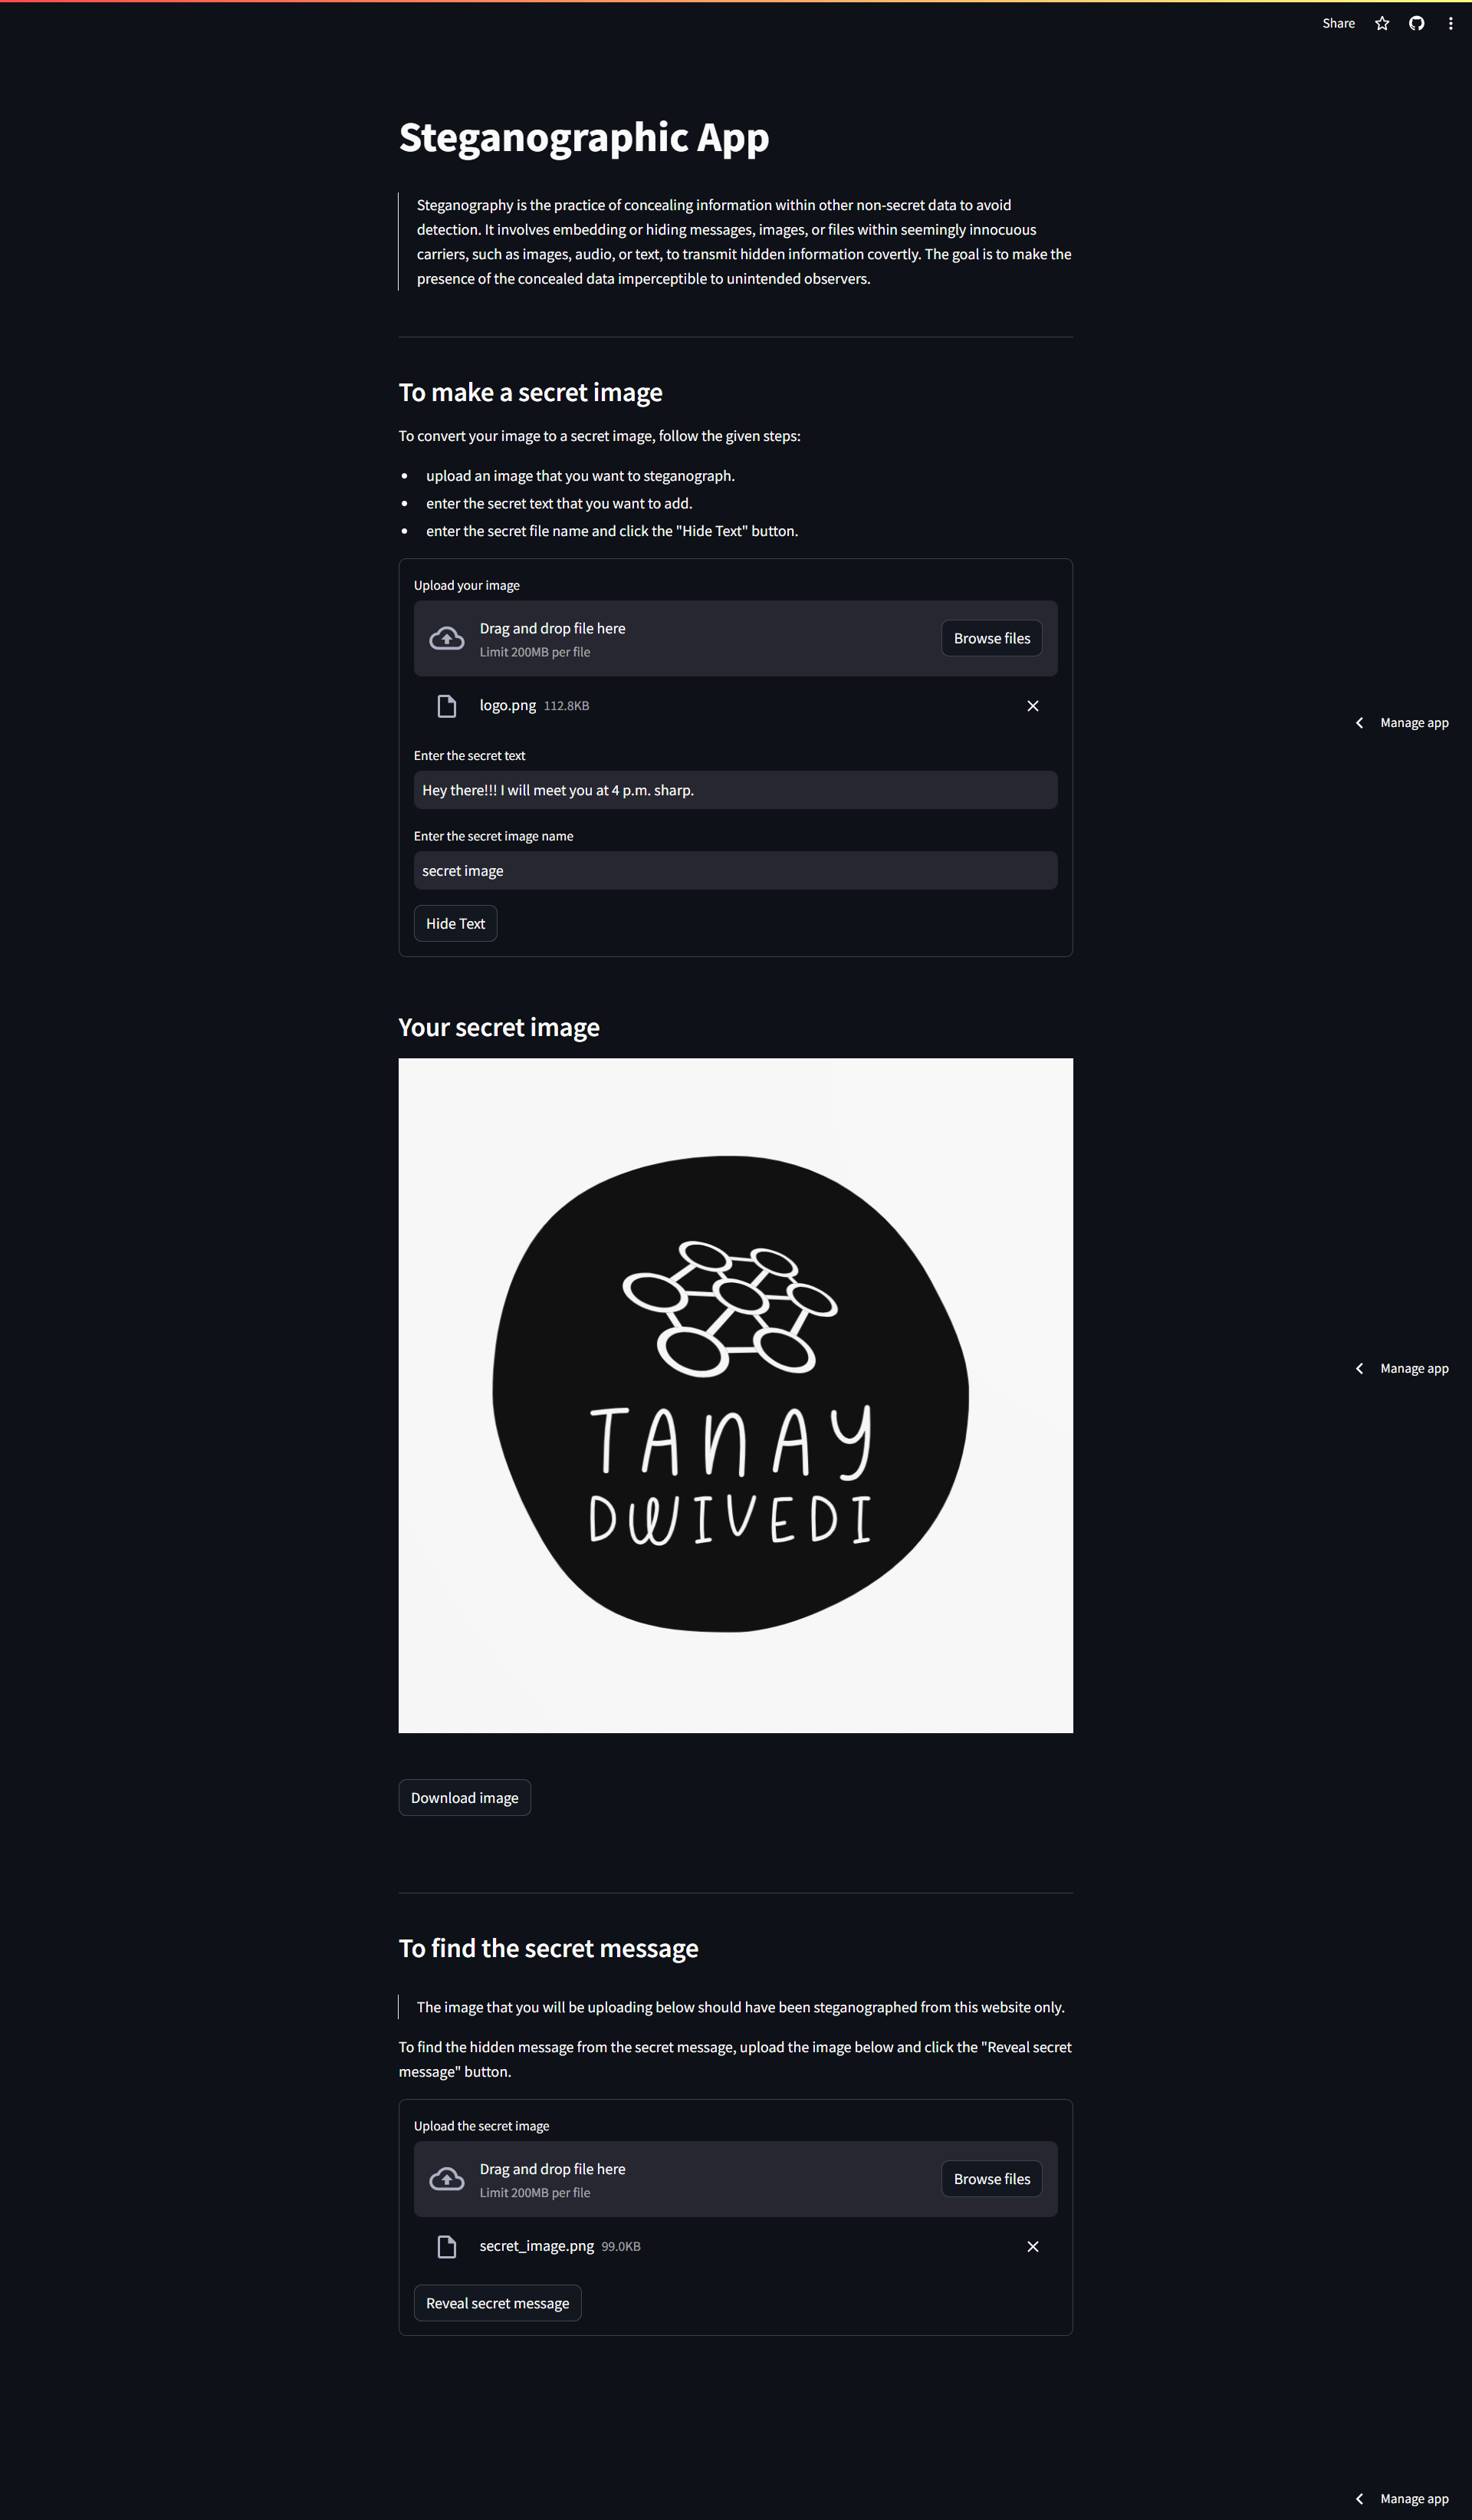 Share
Steganographic App
Steganography is the practice of concealing information within other non-secret data to avoid
detection. It involves embedding or hiding messages, images, or files within seemingly innocuous
carriers, such as images, audio, or text, to transmit hidden information covertly. The goal is to make the
presence of the concealed data imperceptible to unintended observers.
To make a secret image
To convert your image to a secret image, follow the given steps:
• upload an image that you want to steganograph.
• enter the secret text that you want to add.
• enter the secret file name and click the "Hide Text" button.
Upload your image
Drag and drop file here
Limit 200MB per file
Browse files
logo.png 112.8KB
Manage app
Enter the secret text
Hey there!!! I will meet you at 4 p.m. sharp.
Enter the secret image name
secret image
Hide Text
Your secret image
Manage app
TANAY
DWIVEDI
Download image
To find the secret message
The image that you will be uploading below should have been steganographed from this website only.
To find the hidden message from the secret message, upload the image below and click the "Reveal secret
message" button.
Upload the secret image
Drag and drop file here
Limit 200MB per file
Browse files
secret_image.png 99.0KB
Reveal secret message
Manage app